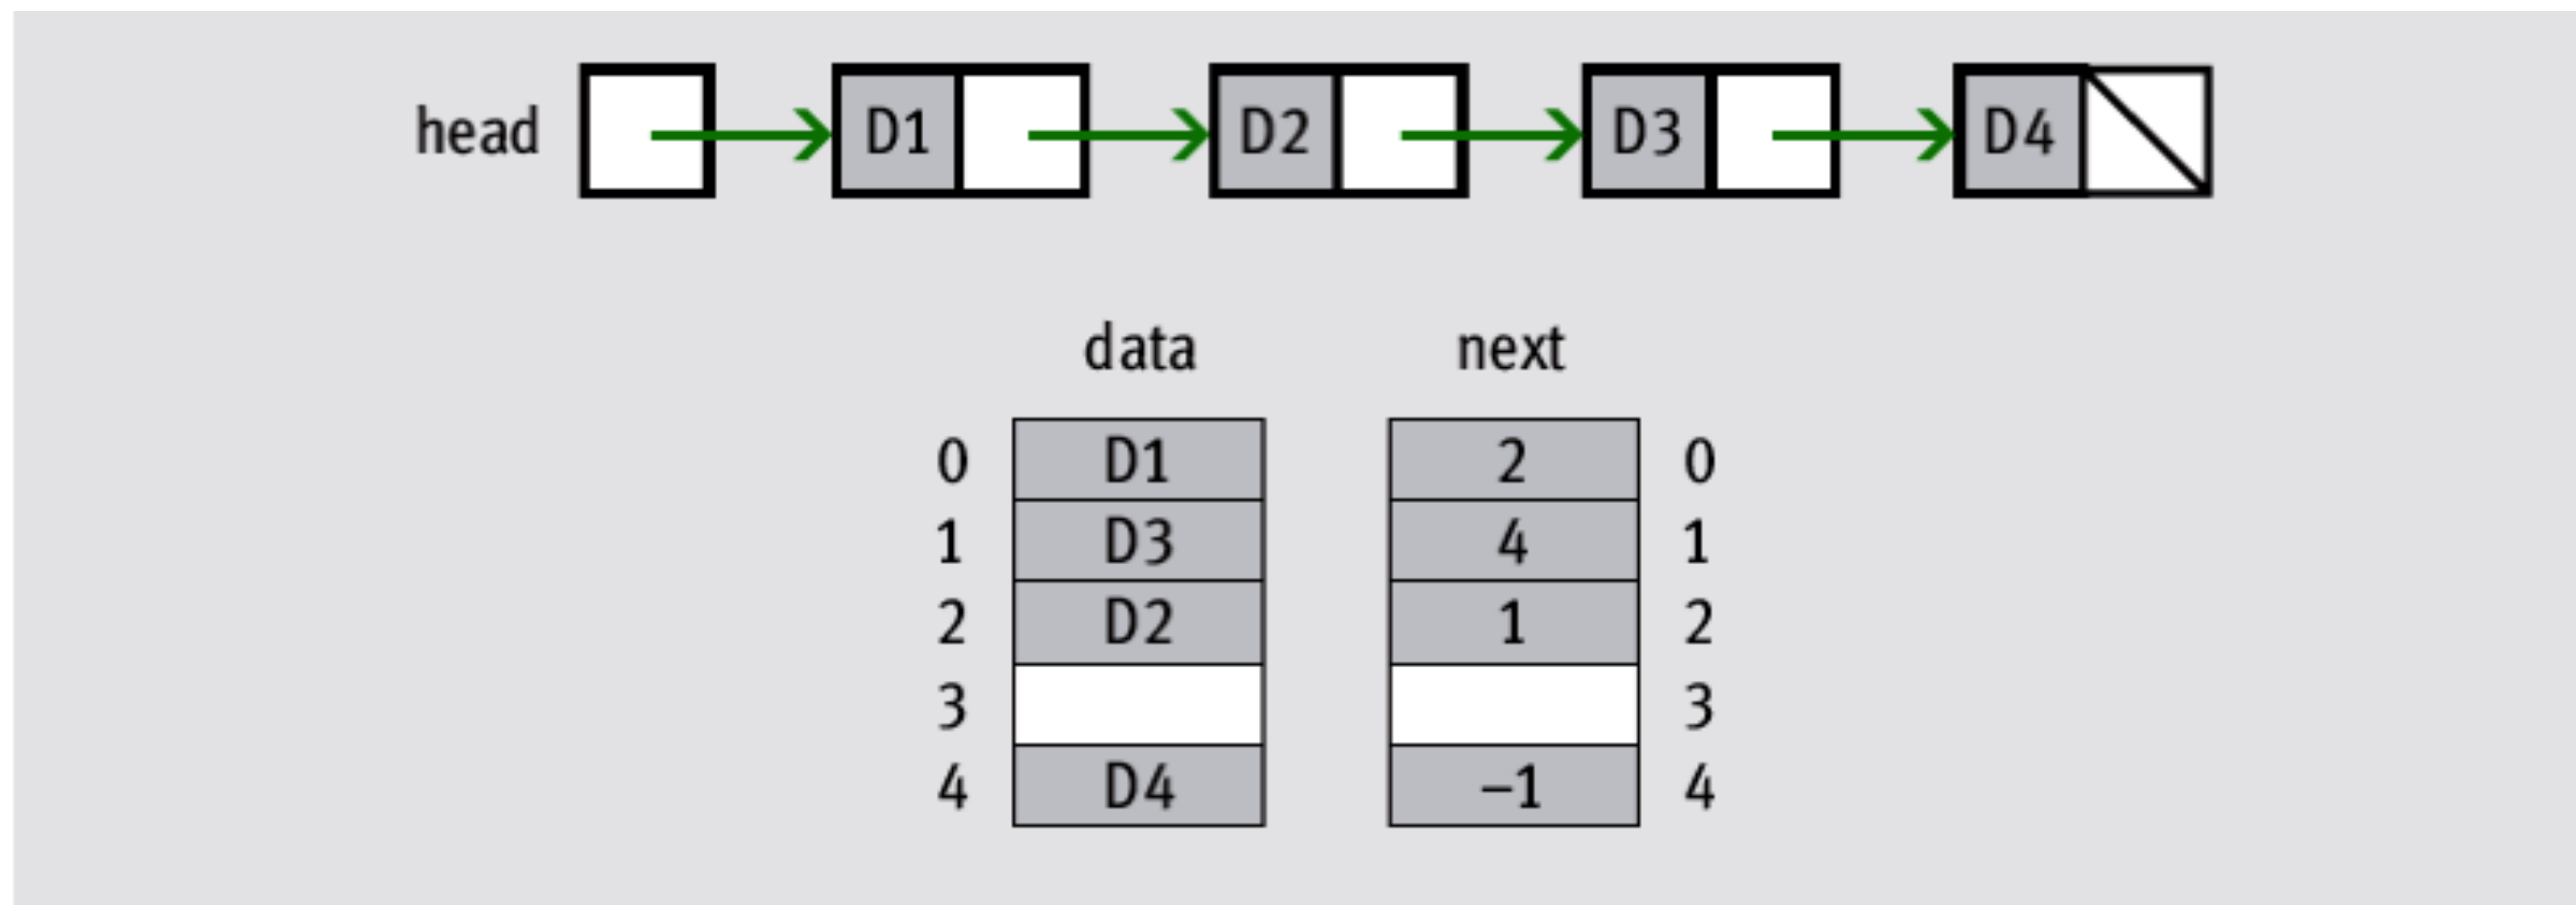 head D1 D2 D3 D4
data next
0 D1 2 0
1 D3 4 1
2 D2 1 2
3 3
4 D4 –1 4